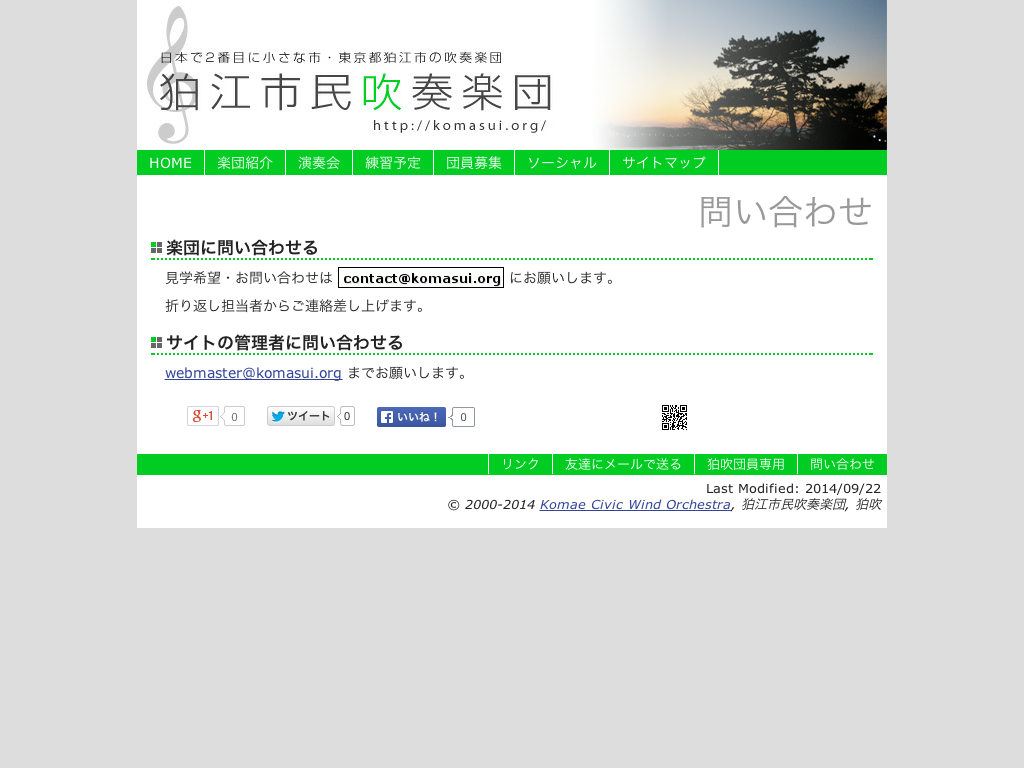 日本で2番目に小さな市・東京都狛江市の吹奏楽団
狛江市民吹奏楽団
http://komasui.org/
HOME 楽団紹介 演奏会 練習予定 団員募集 ソーシャル サイトマップ
問い合わせ
楽団に問い合わせる
見学希望・お問い合わせは contact@komasui.org にお願いします。
折り返し担当者からご連絡差し上げます。
サイトの管理者に問い合わせる
webmaster@komasui.org までお願いします。
g+1 0 ツイート 0 いいね！ 0
リンク 友達にメールで送る 狛吹団員専用 問い合わせ
Last Modified: 2014/09/22
© 2000-2014 Komae Civic Wind Orchestra, 狛江市民吹奏楽団, 狛吹